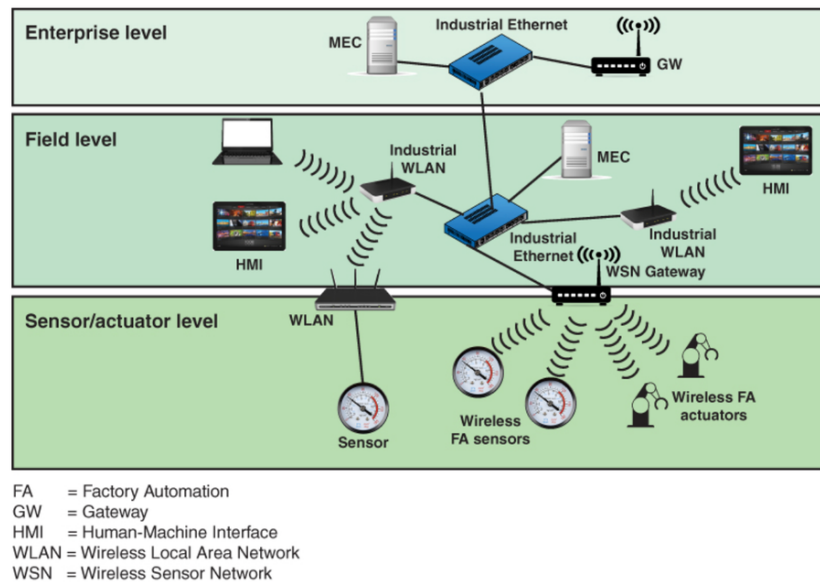 Enterprise level
MEC
Industrial Ethernet
GW
Field level
Industrial
WLAN
MEC
HMI
HMI
Industrial
Ethernet
Industrial
WLAN
WSN Gateway
Sensor/actuator level
WLAN
Sensor
Wireless
FA sensors
Wireless FA
actuators
FA = Factory Automation
GW = Gateway
HMI = Human-Machine Interface
WLAN = Wireless Local Area Network
WSN = Wireless Sensor Network